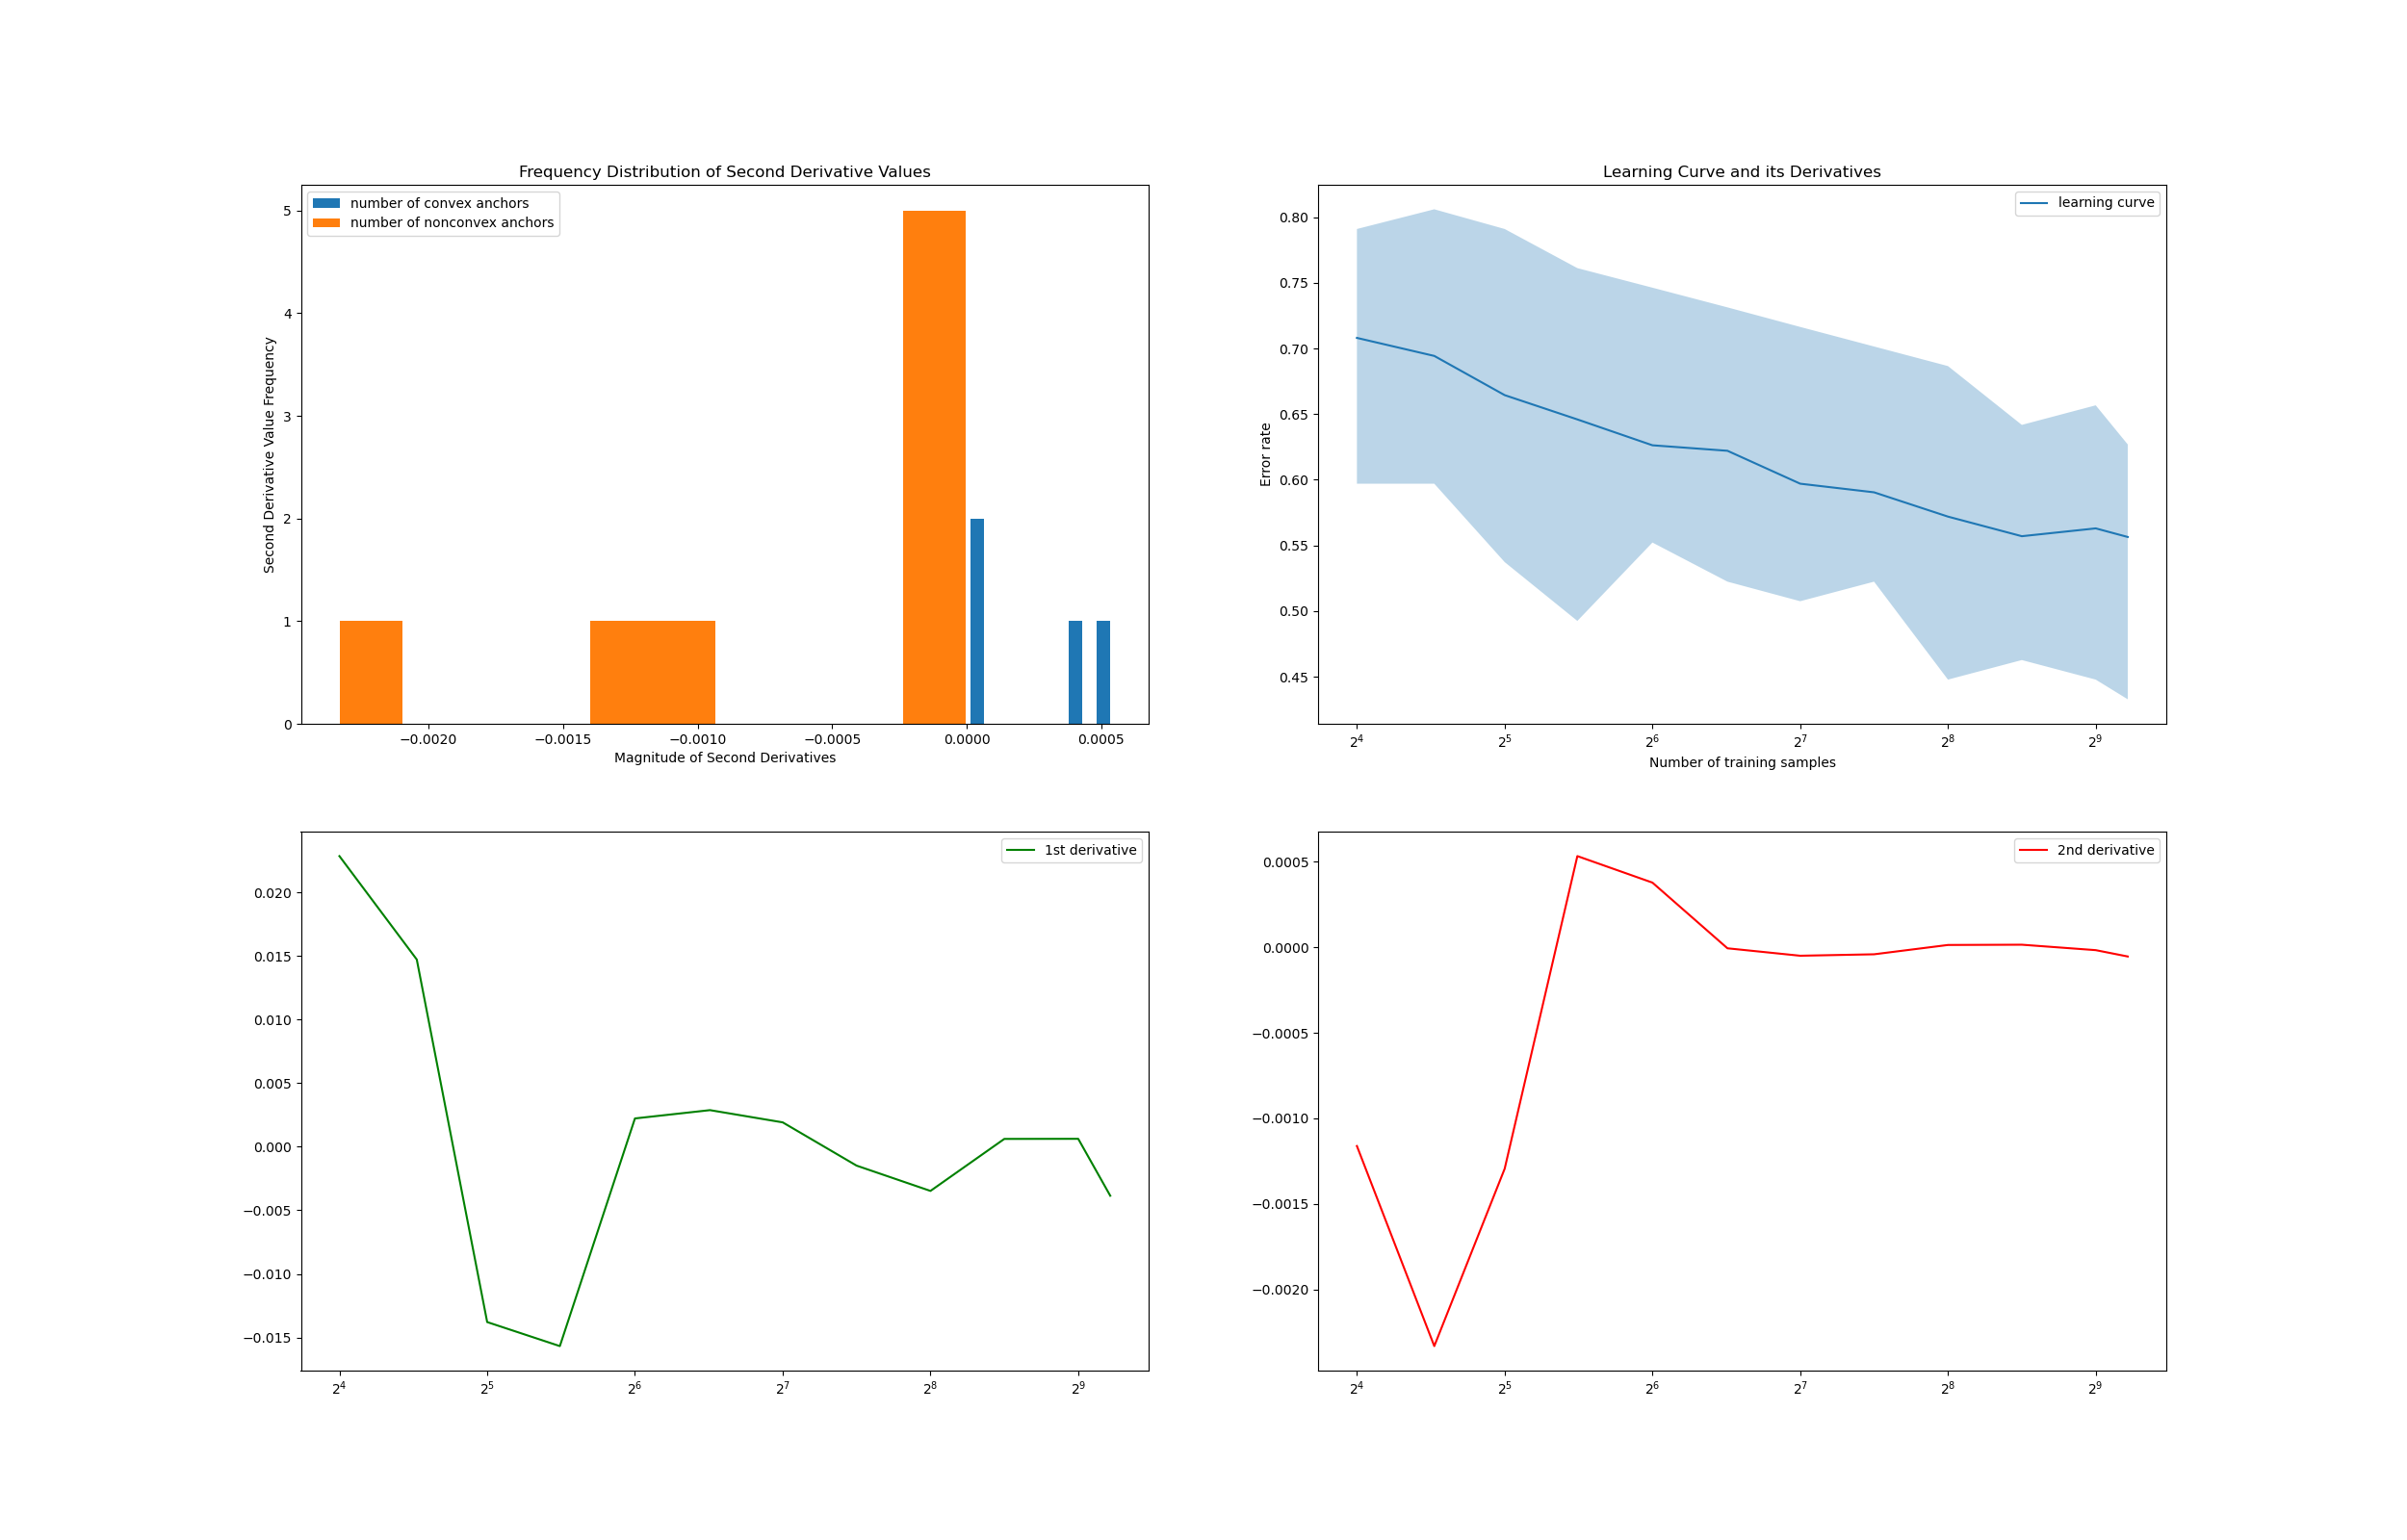 Frequency Distribution of Second Derivative Values
number of convex anchors
number of nonconvex anchors
Second Derivative Value Frequency
5
4
3
2
1
0
−0.0020 −0.0015 −0.0010 −0.0005 0.0000 0.0005
Magnitude of Second Derivatives
Learning Curve and its Derivatives
learning curve
Error rate
0.80
0.75
0.70
0.65
0.60
0.55
0.50
0.45
2⁴ 2⁵ 2⁶ 2⁷ 2⁸ 2⁹
Number of training samples
1st derivative
0.020
0.015
0.010
0.005
0.000
−0.005
−0.010
−0.015
2⁴ 2⁵ 2⁶ 2⁷ 2⁸ 2⁹
2nd derivative
0.0005
0.0000
−0.0005
−0.0010
−0.0015
−0.0020
2⁴ 2⁵ 2⁶ 2⁷ 2⁸ 2⁹